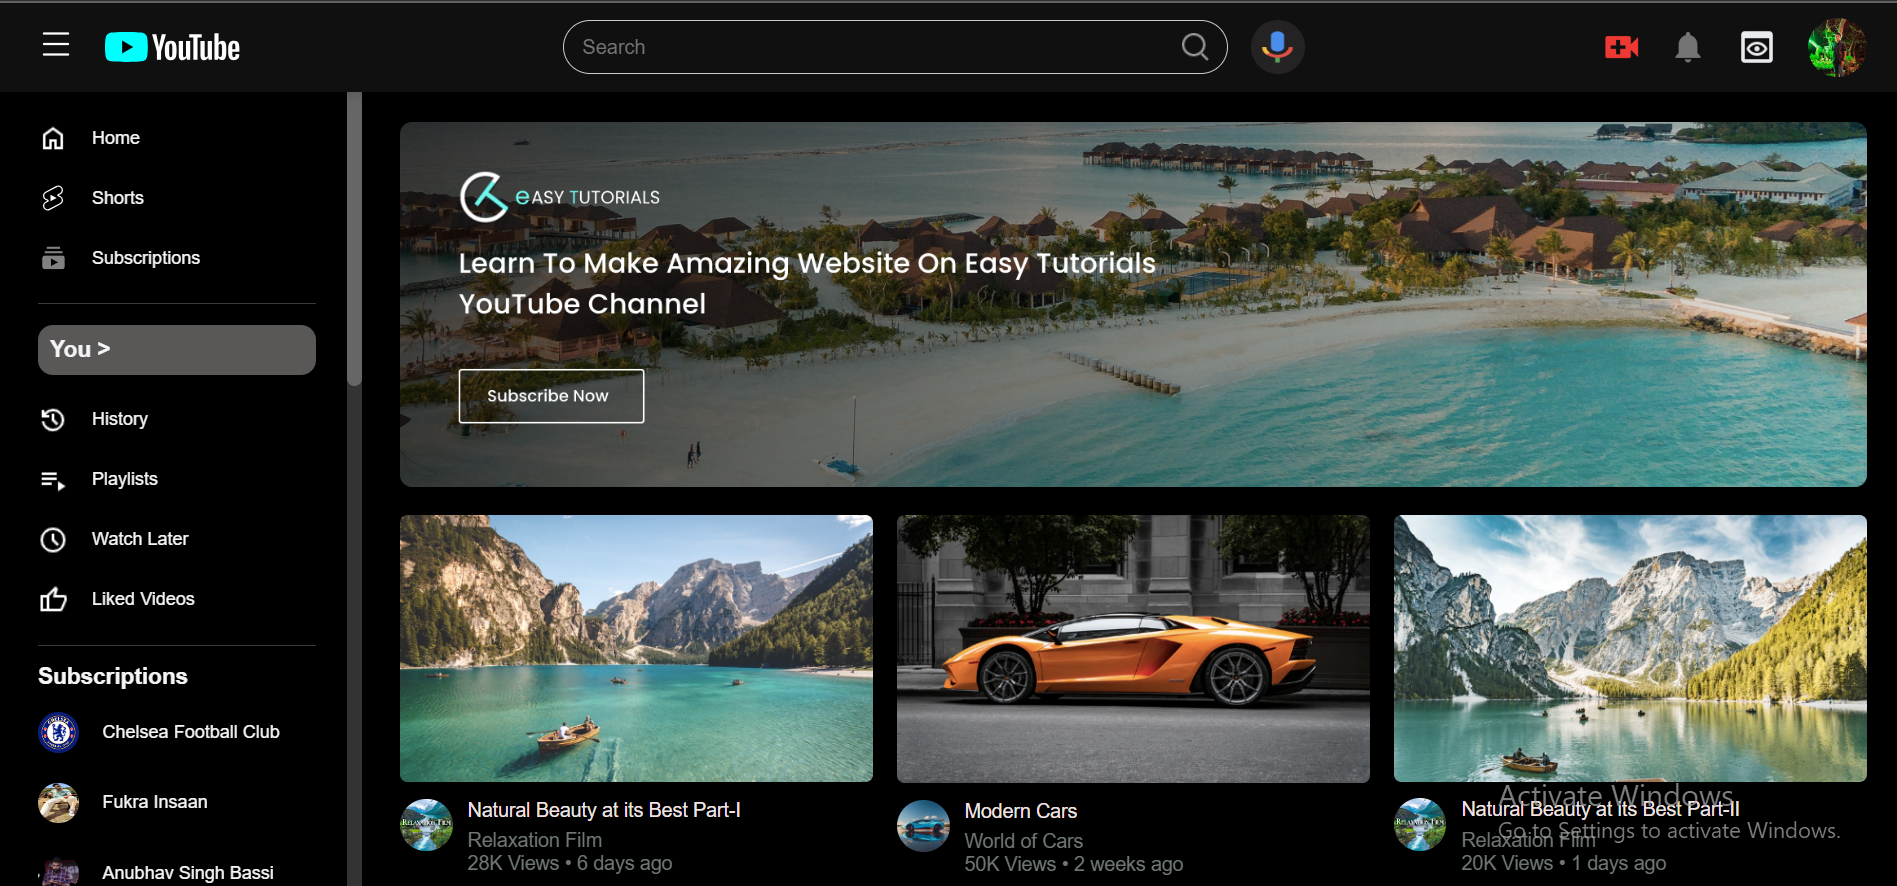 YouTube
Search
Home
Shorts
Subscriptions
You >
History
Playlists
Watch Later
Liked Videos
Subscriptions
Chelsea Football Club
Fukra Insaan
Anubhav Singh Bassi
eASY TUTORIALS
Learn To Make Amazing Website On Easy Tutorials
YouTube Channel
Subscribe Now
RELAXATION FILM
Natural Beauty at its Best Part-I
Relaxation Film
28K Views • 6 days ago
Modern Cars
World of Cars
50K Views • 2 weeks ago
RELAXATION FILM
Natural Beauty at its Best Part-II
Relaxation Film
20K Views • 1 days ago
Activate Windows
Go to Settings to activate Windows.